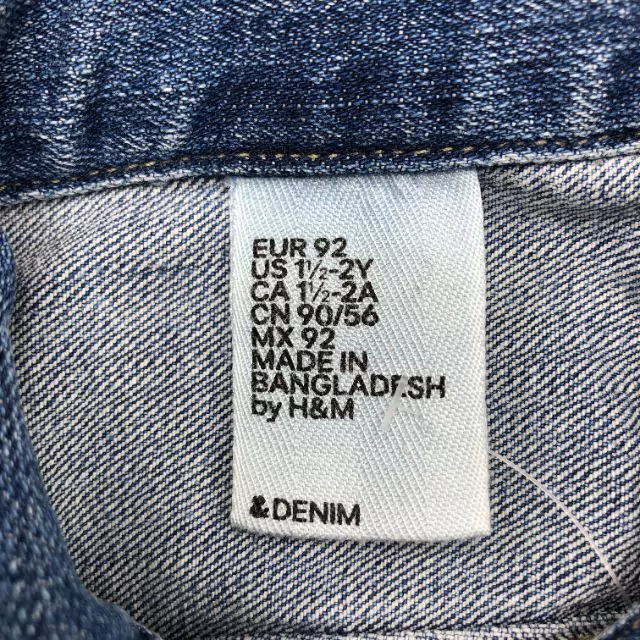 EUR 92
US 1½-2Y
CA 1½-2A
CN 90/56
MX 92
MADE IN
BANGLADESH
by H&M
& DENIM